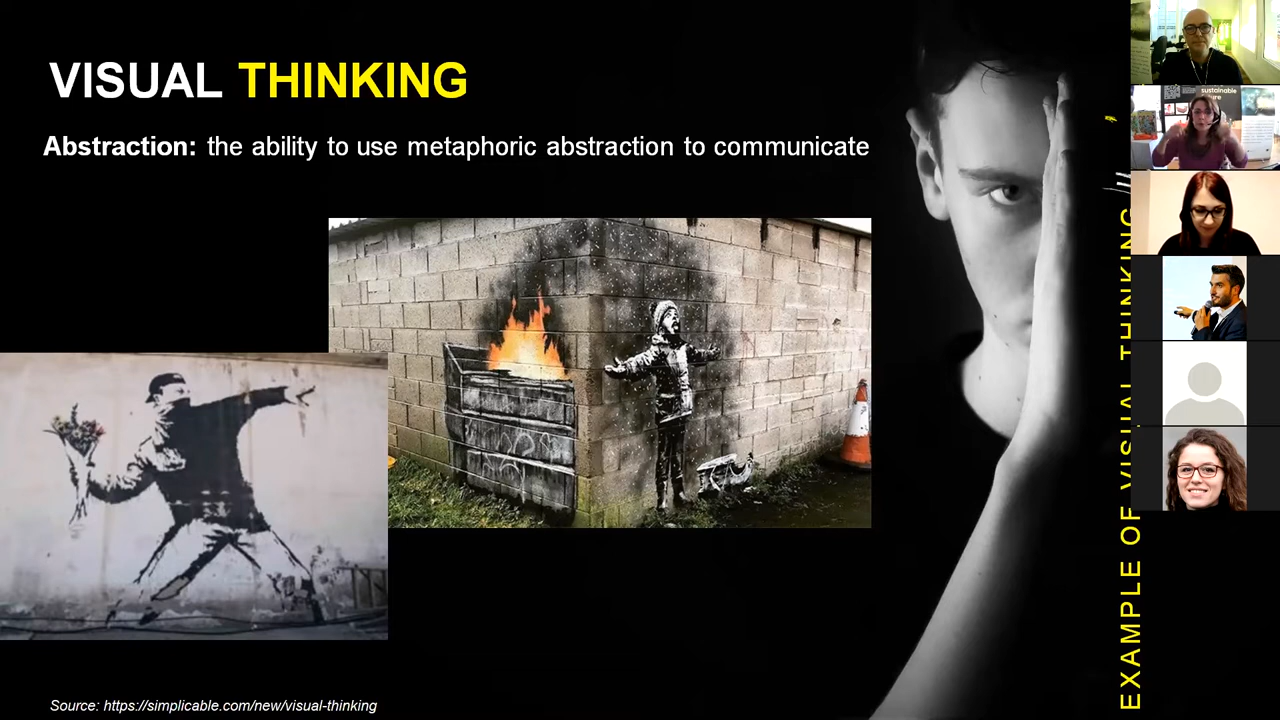 VISUAL THINKING
Abstraction: the ability to use metaphoric abstraction to communicate
EXAMPLE OF VISUAL THINKING
Source: https://simplicable.com/new/visual-thinking
sustainable